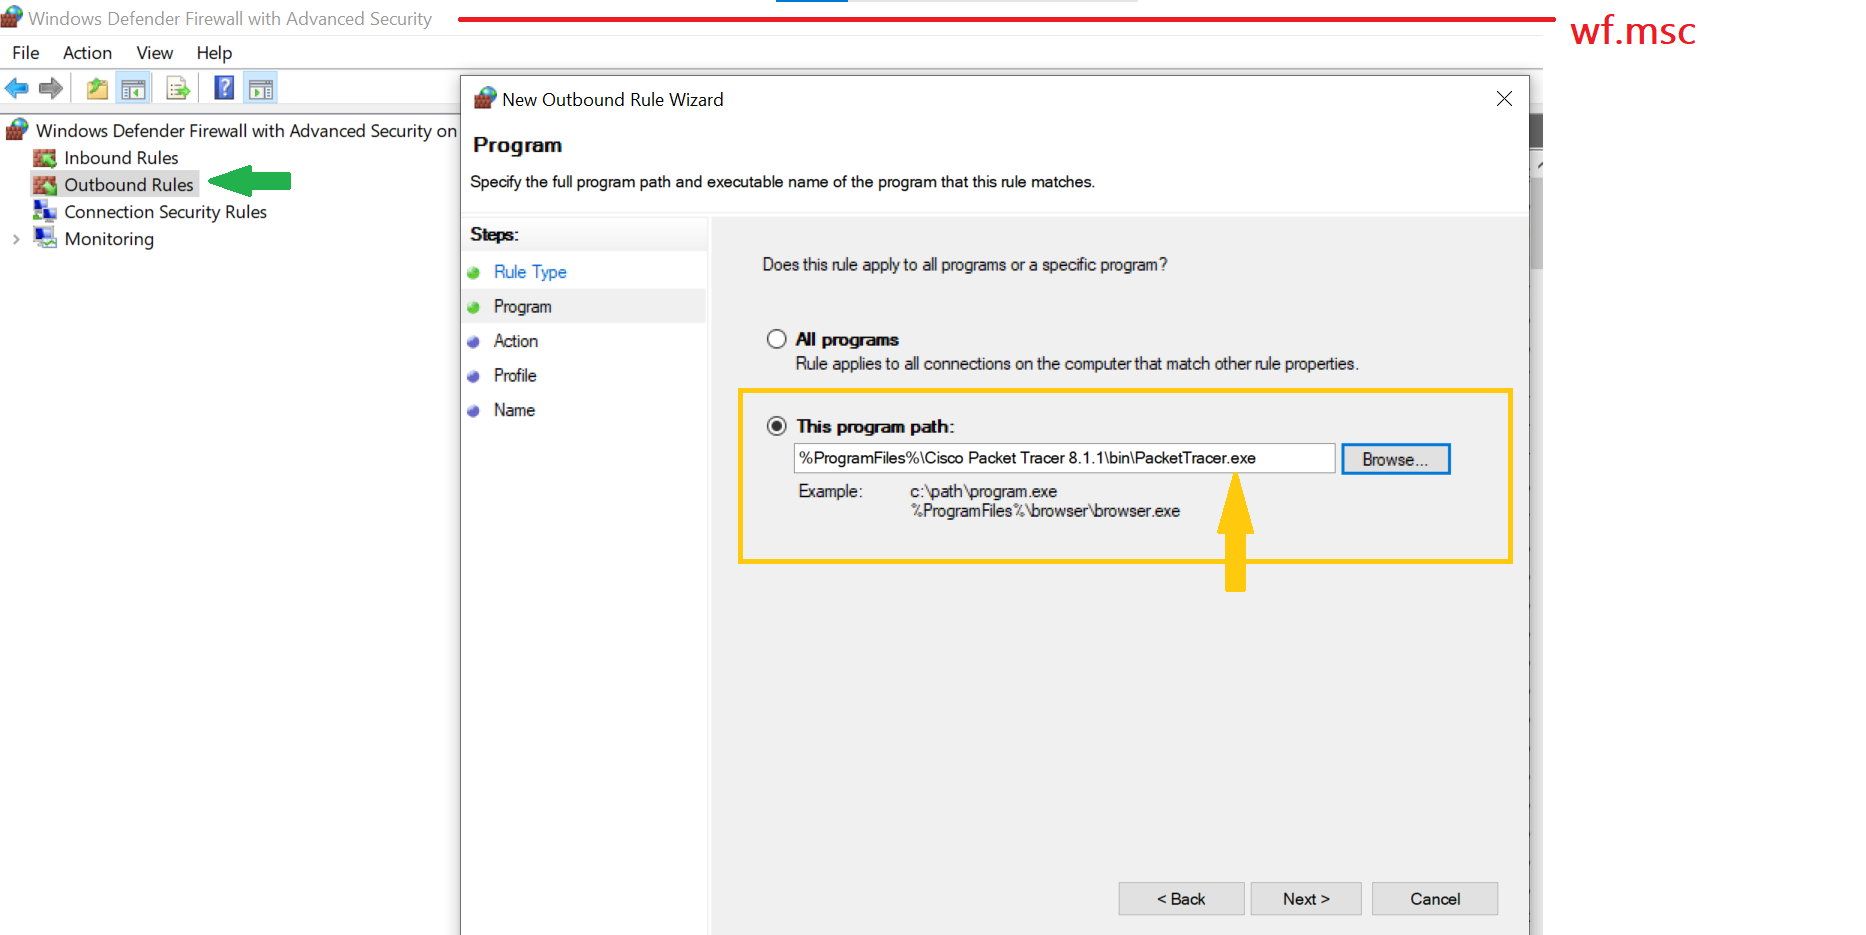 Windows Defender Firewall with Advanced Security
wf.msc
File Action View Help
Windows Defender Firewall with Advanced Security on
Inbound Rules
Outbound Rules
Connection Security Rules
Monitoring
New Outbound Rule Wizard
Program
Specify the full program path and executable name of the program that this rule matches.
Steps:
Rule Type
Program
Action
Profile
Name
Does this rule apply to all programs or a specific program?
All programs
Rule applies to all connections on the computer that match other rule properties.
This program path:
%ProgramFiles%\Cisco Packet Tracer 8.1.1\bin\PacketTracer.exe
Browse...
Example: c:\path\program.exe
%ProgramFiles%\browser\browser.exe
< Back Next > Cancel